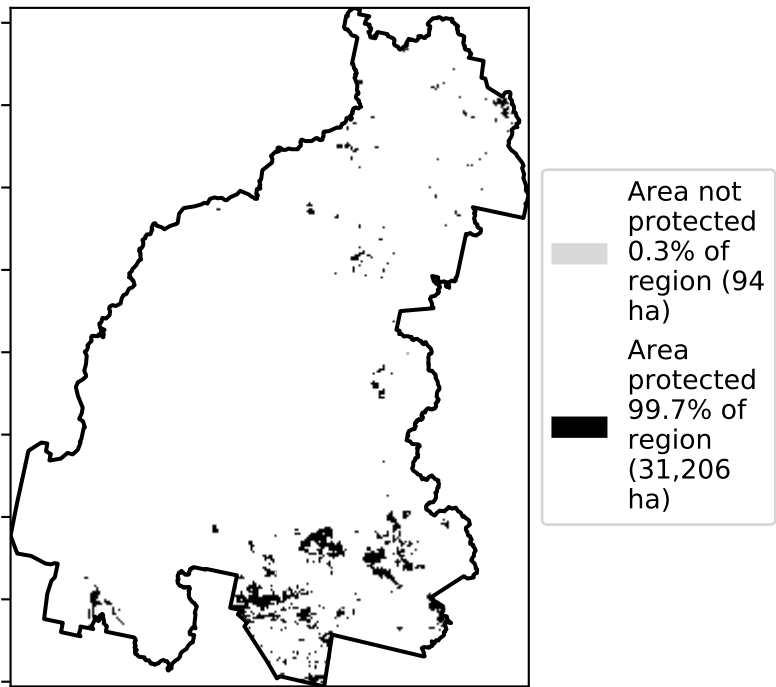 Area not
protected
0.3% of
region (94
ha)
Area
protected
99.7% of
region
(31,206
ha)